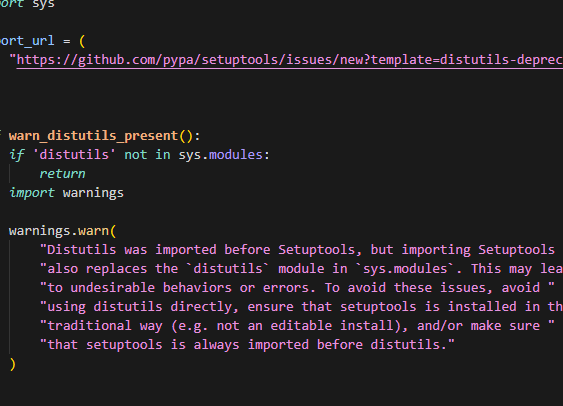 ort sys
ort_url = (
"https://github.com/pypa/setuptools/issues/new?template=distutils-deprec
warn_distutils_present():
if 'distutils' not in sys.modules:
return
import warnings
warnings.warn(
"Distutils was imported before Setuptools, but importing Setuptools
"also replaces the `distutils` module in `sys.modules`. This may lea
"to undesirable behaviors or errors. To avoid these issues, avoid "
"using distutils directly, ensure that setuptools is installed in th
"traditional way (e.g. not an editable install), and/or make sure "
"that setuptools is always imported before distutils."
)